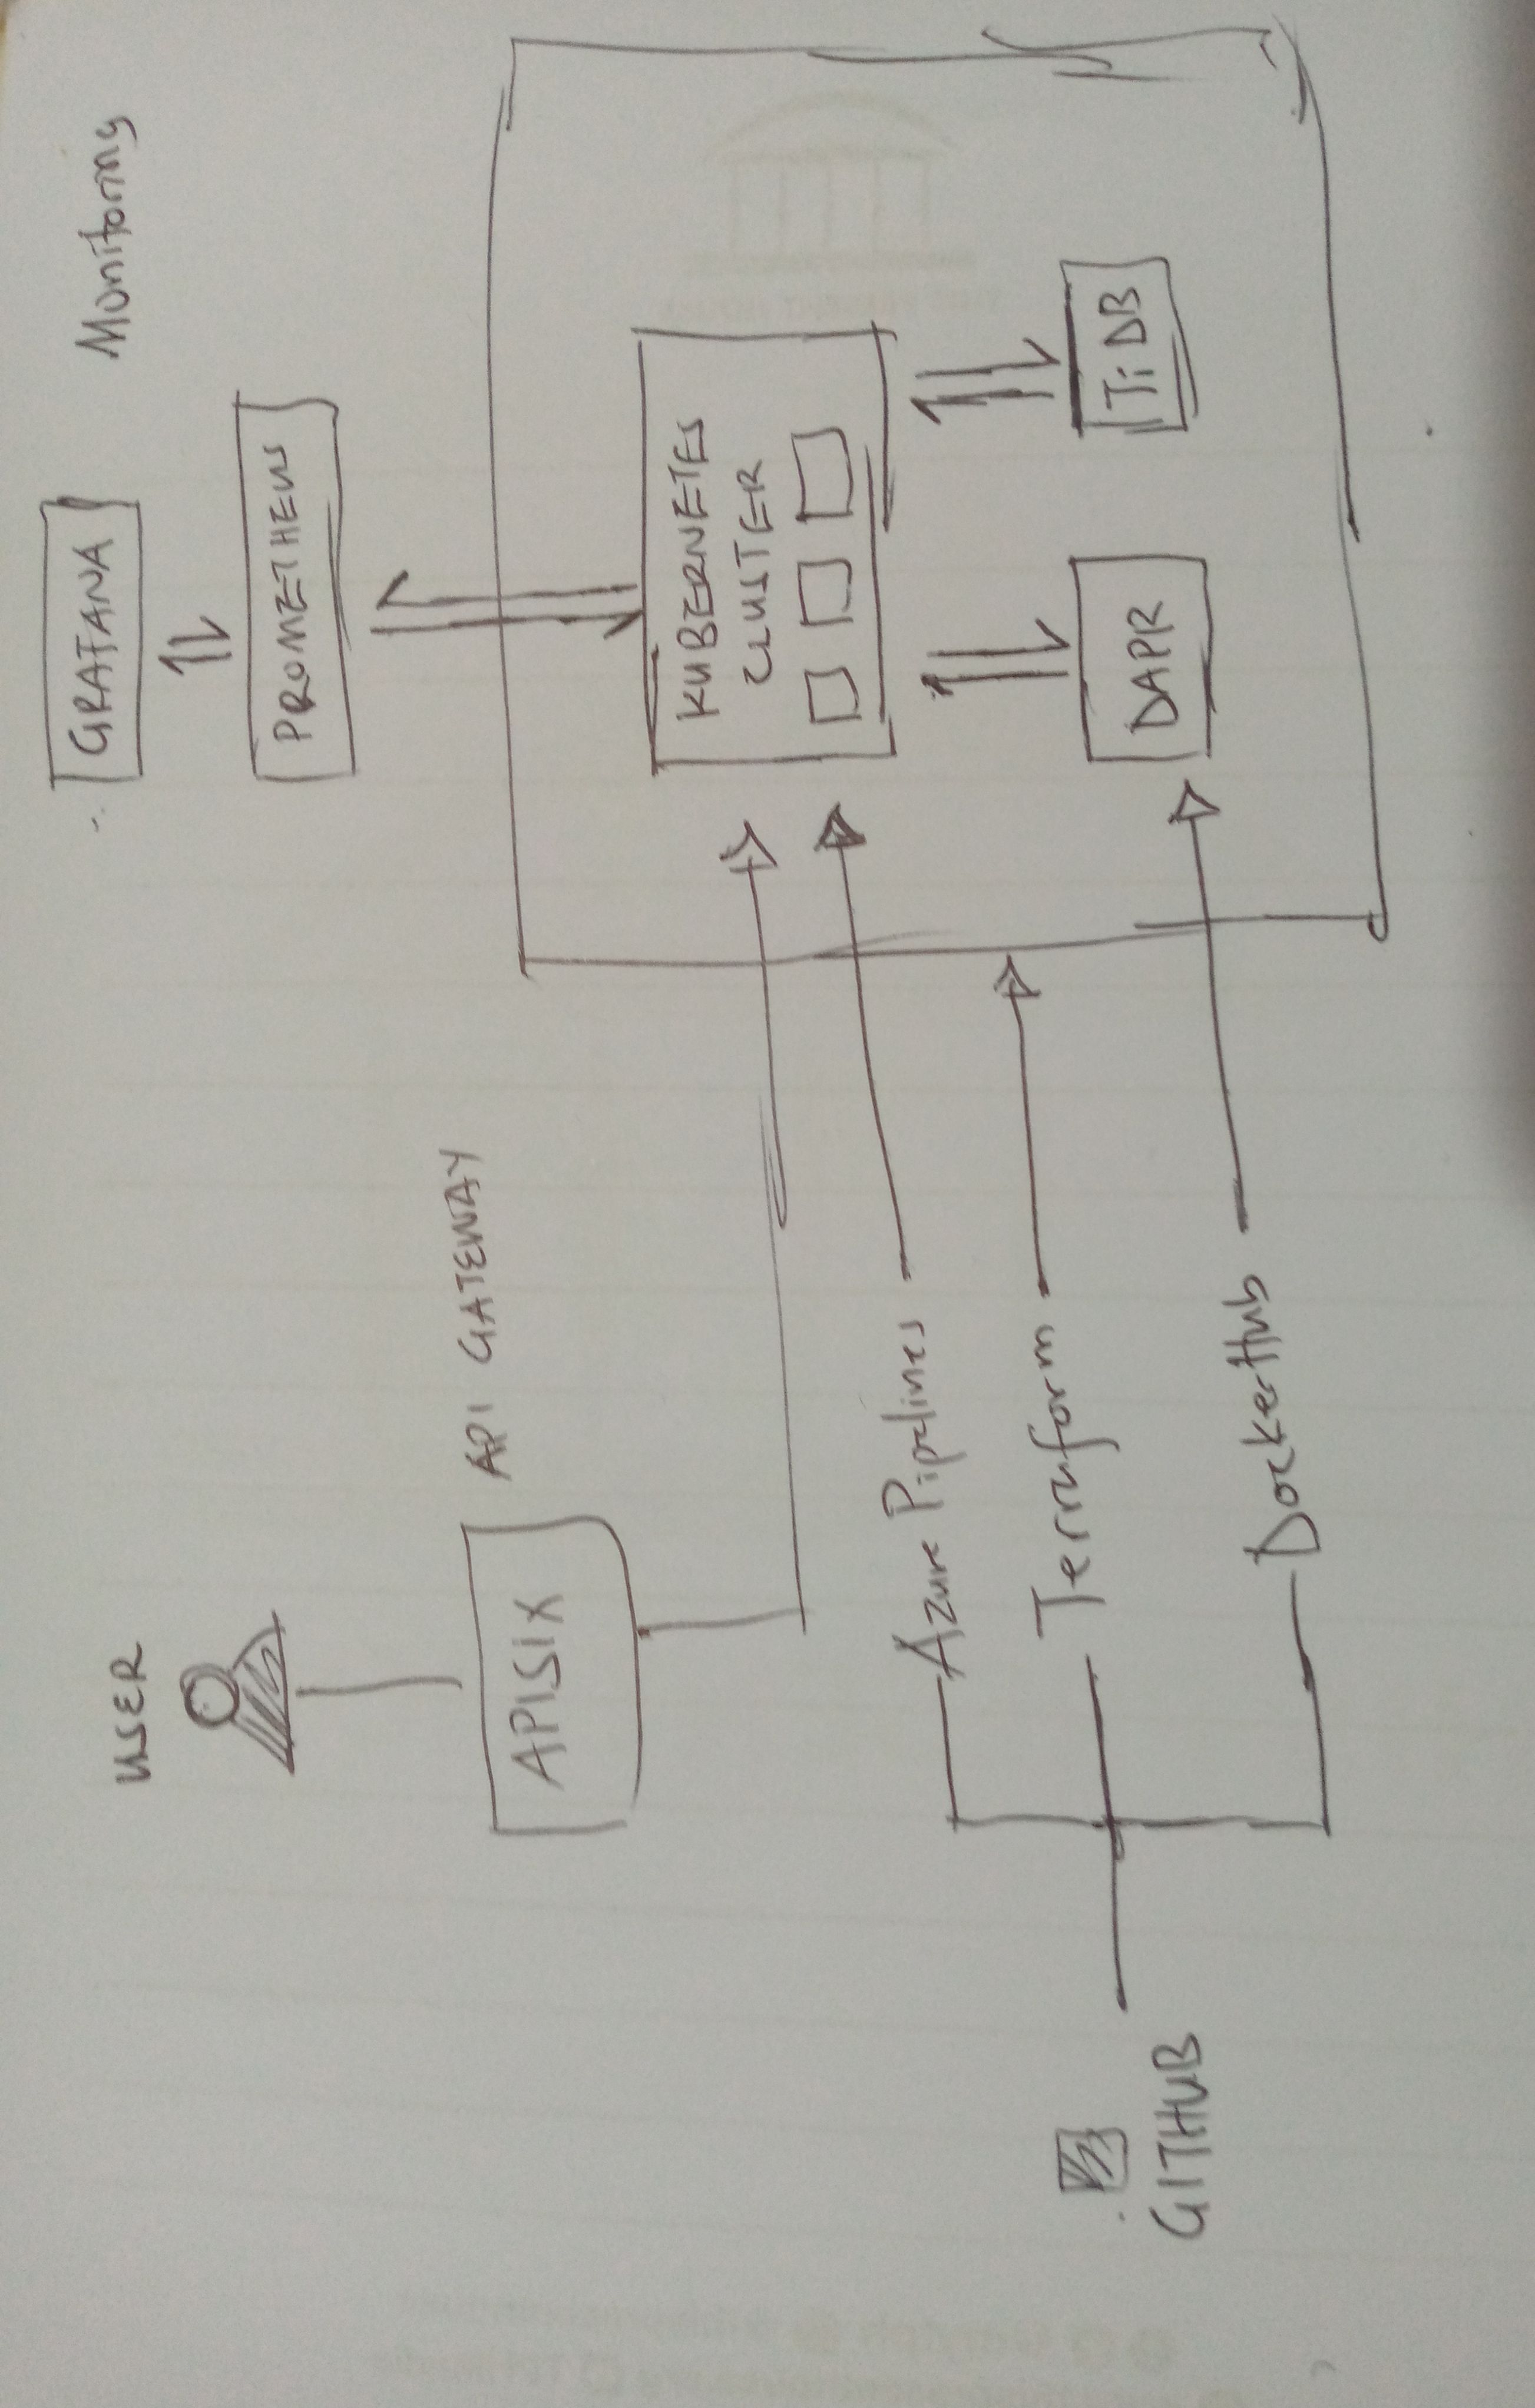 USER
APISIX
API GATEWAY
GRAFANA
PROMETHEUS
Monitoring
KUBERNETES
CLUSTER
DAPR
TiDB
Azure Pipelines
Terraform
DockerHub
GITHUB